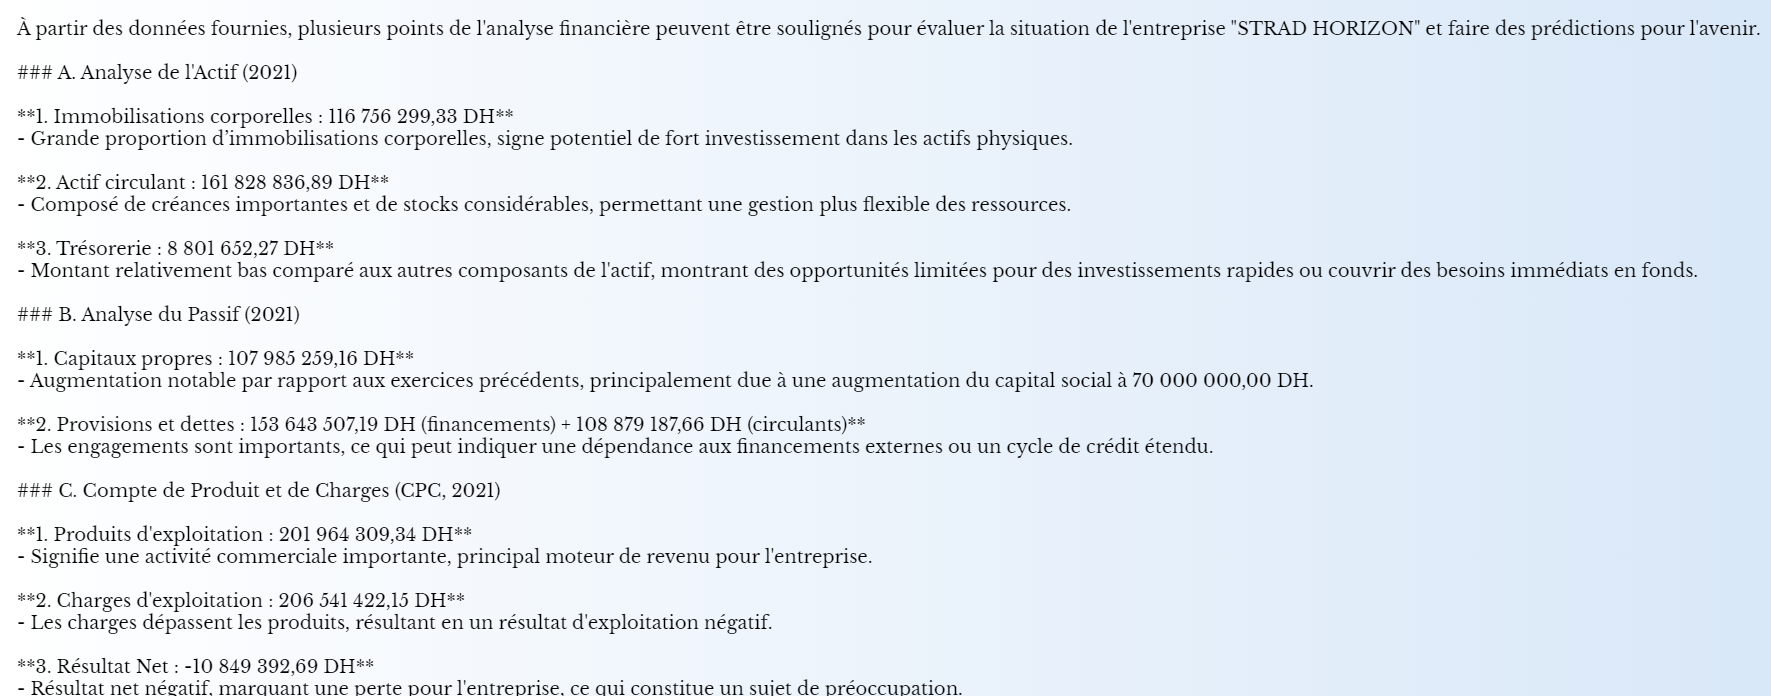 À partir des données fournies, plusieurs points de l'analyse financière peuvent être soulignés pour évaluer la situation de l'entreprise "STRAD HORIZON" et faire des prédictions pour l'avenir.
### A. Analyse de l'Actif (2021)
**1. Immobilisations corporelles : 116 756 299,33 DH**
- Grande proportion d’immobilisations corporelles, signe potentiel de fort investissement dans les actifs physiques.
**2. Actif circulant : 161 828 836,89 DH**
- Composé de créances importantes et de stocks considérables, permettant une gestion plus flexible des ressources.
**3. Trésorerie : 8 801 652,27 DH**
- Montant relativement bas comparé aux autres composants de l'actif, montrant des opportunités limitées pour des investissements rapides ou couvrir des besoins immédiats en fonds.
### B. Analyse du Passif (2021)
**1. Capitaux propres : 107 985 259,16 DH**
- Augmentation notable par rapport aux exercices précédents, principalement due à une augmentation du capital social à 70 000 000,00 DH.
**2. Provisions et dettes : 153 643 507,19 DH (financements) + 108 879 187,66 DH (circulants)**
- Les engagements sont importants, ce qui peut indiquer une dépendance aux financements externes ou un cycle de crédit étendu.
### C. Compte de Produit et de Charges (CPC, 2021)
**1. Produits d'exploitation : 201 964 309,34 DH**
- Signifie une activité commerciale importante, principal moteur de revenu pour l'entreprise.
**2. Charges d'exploitation : 206 541 422,15 DH**
- Les charges dépassent les produits, résultant en un résultat d'exploitation négatif.
**3. Résultat Net : -10 849 392,69 DH**
- Résultat net négatif, marquant une perte pour l'entreprise, ce qui constitue un sujet de préoccupation.